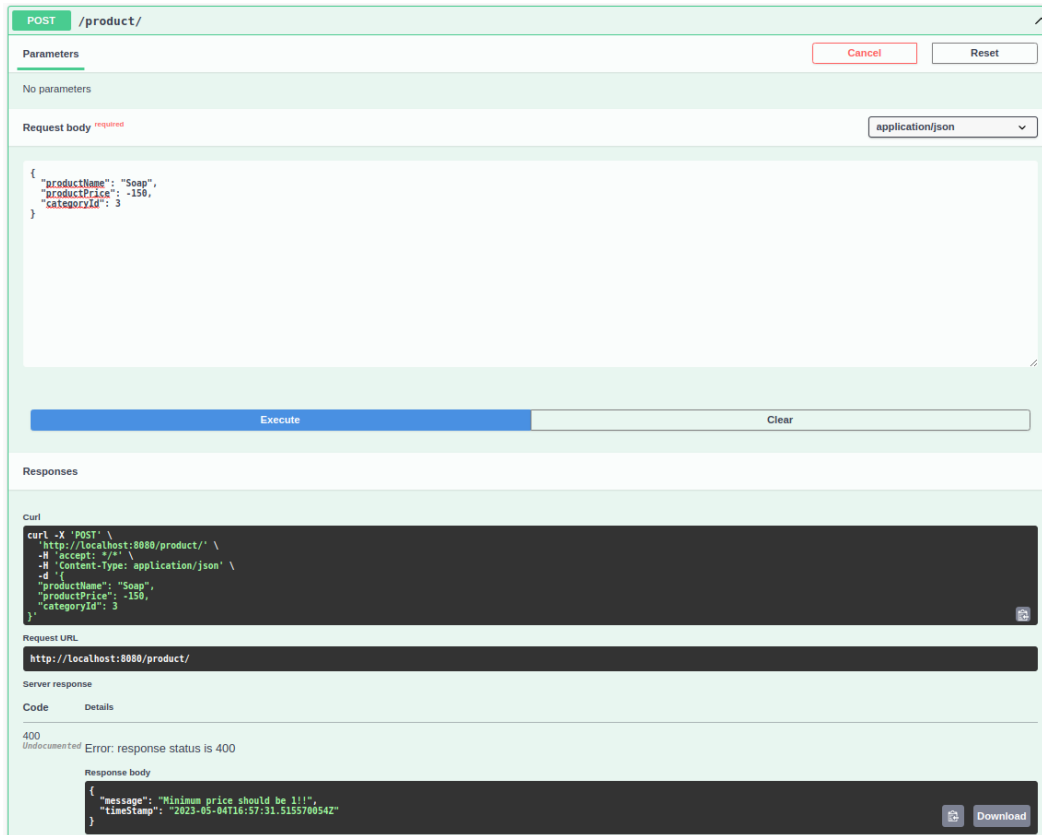 POST /product/
Parameters Cancel Reset
No parameters
Request body required application/json
{
  "productName": "Soap",
  "productPrice": -150,
  "categoryId": 3
}
Execute Clear
Responses
Curl
curl -X 'POST' \
  'http://localhost:8080/product/' \
  -H 'accept: */*' \
  -H 'Content-Type: application/json' \
  -d '{
  "productName": "Soap",
  "productPrice": -150,
  "categoryId": 3
}'
Request URL
http://localhost:8080/product/
Server response
Code Details
400
Undocumented Error: response status is 400
Response body
{
  "message": "Minimum price should be 1!!",
  "timeStamp": "2023-05-04T16:57:31.515570054Z"
}
Download